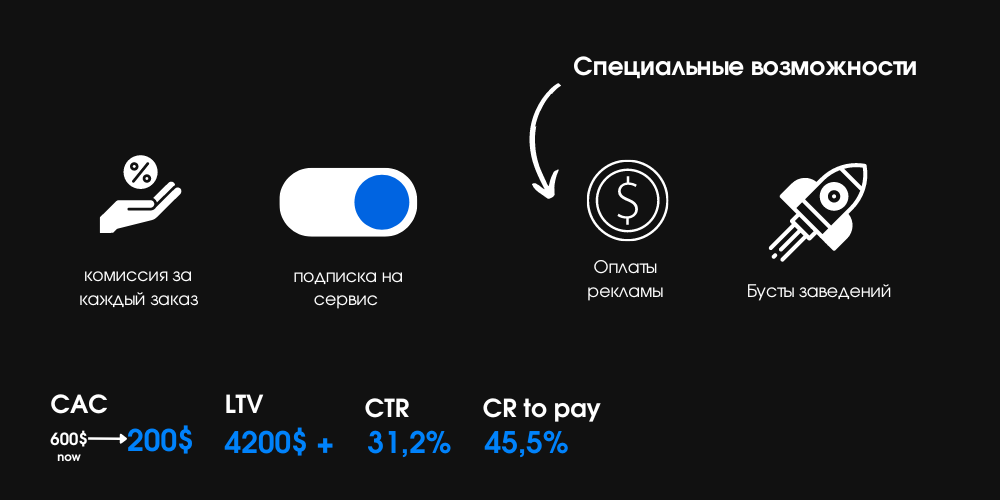 Специальные возможности
%
$
комиссия за
каждый заказ
подписка на
сервис
Оплаты
рекламы
Бусты заведений
CAC
600$
200$
now
LTV
4200$ +
CTR
31,2%
CR to pay
45,5%